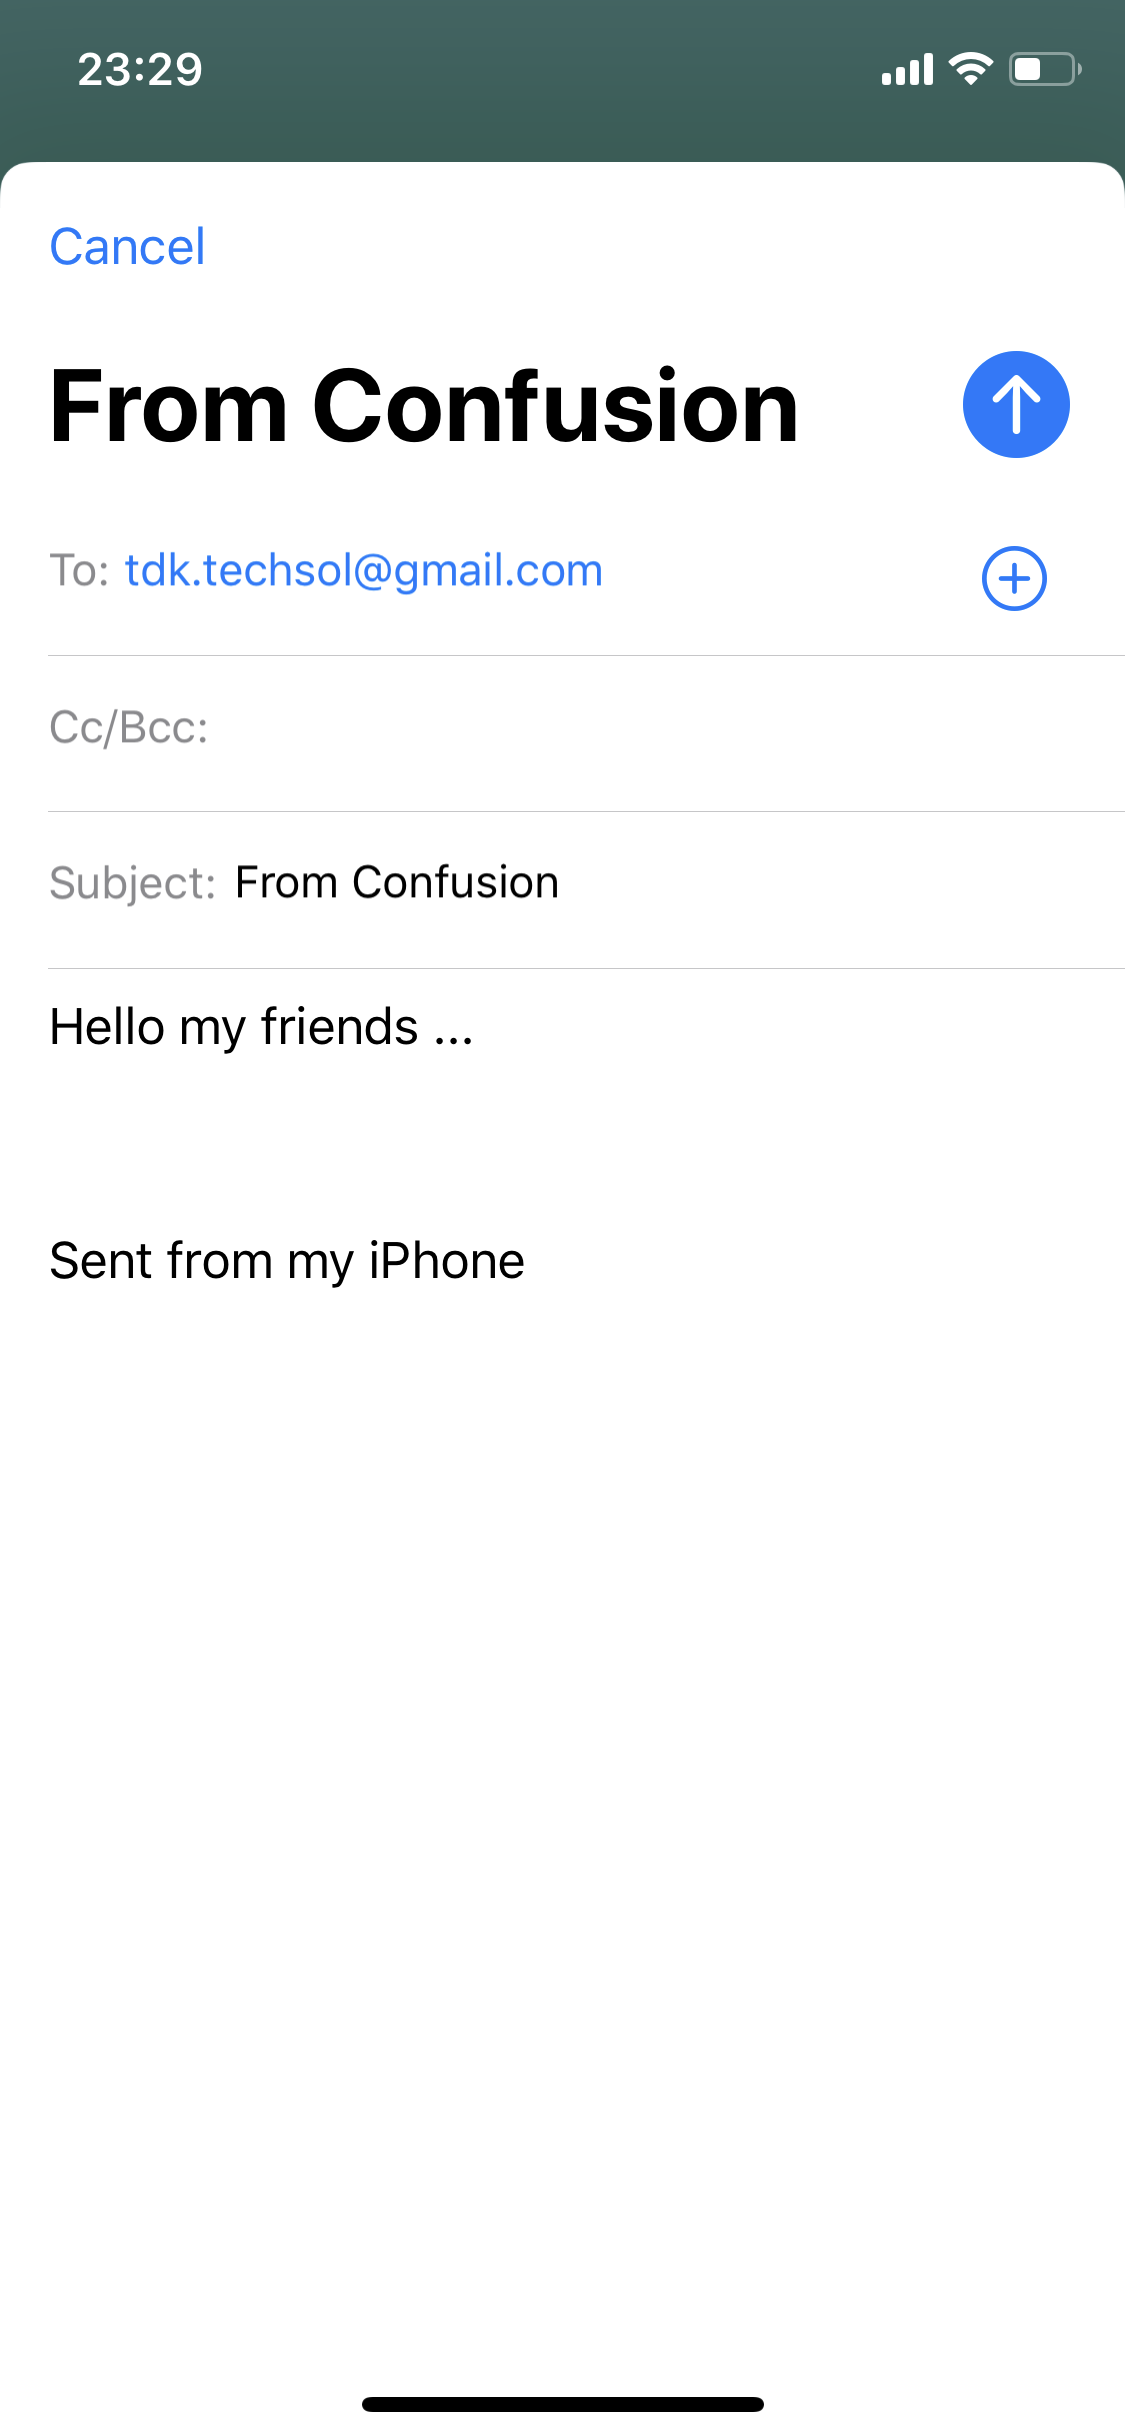 23:29
Cancel
From Confusion
To: tdk.techsol@gmail.com
Cc/Bcc:
Subject: From Confusion
Hello my friends ...
Sent from my iPhone